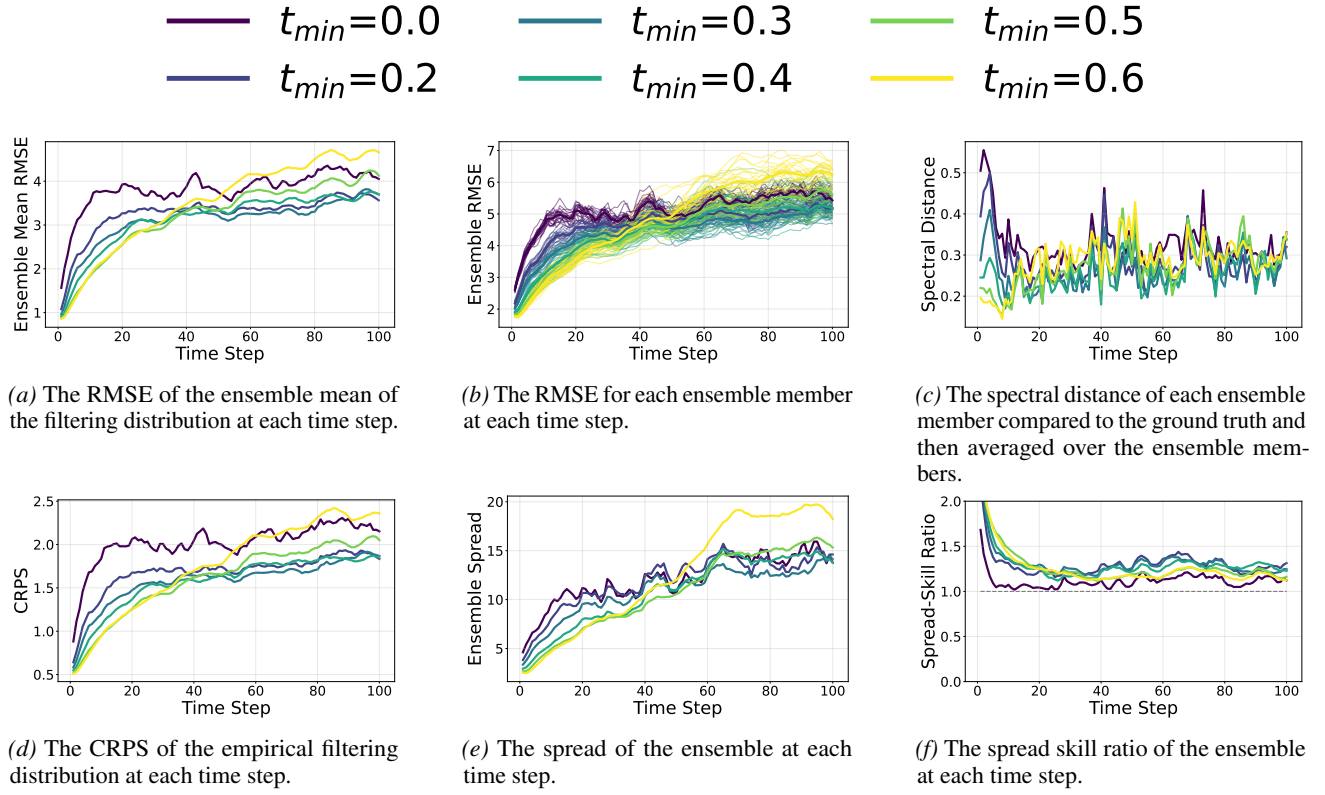 t_min=0.0 t_min=0.3 t_min=0.5
t_min=0.2 t_min=0.4 t_min=0.6
Ensemble Mean RMSE
4
3
2
1
0 20 40 60 80 100
Time Step
Ensemble RMSE
7
6
5
4
3
2
0 20 40 60 80 100
Time Step
Spectral Distance
0.5
0.4
0.3
0.2
0 20 40 60 80 100
Time Step
(a) The RMSE of the ensemble mean of
the filtering distribution at each time step.
(b) The RMSE for each ensemble member
at each time step.
(c) The spectral distance of each ensemble
member compared to the ground truth and
then averaged over the ensemble mem-
bers.
CRPS
2.5
2.0
1.5
1.0
0.5
0 20 40 60 80 100
Time Step
Ensemble Spread
20
15
10
5
0 20 40 60 80 100
Time Step
Spread-Skill Ratio
2.0
1.5
1.0
0.5
0.0
0 20 40 60 80 100
Time Step
(d) The CRPS of the empirical filtering
distribution at each time step.
(e) The spread of the ensemble at each
time step.
(f) The spread skill ratio of the ensemble
at each time step.